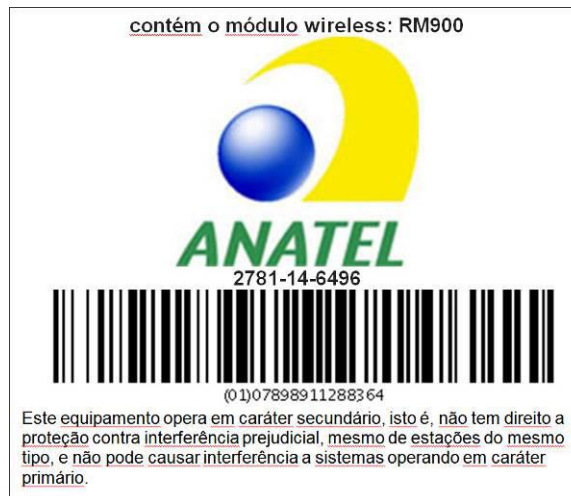 contém o módulo wireless: RM900
ANATEL
2781-14-6496
(01)07898911288364
Este equipamento opera em caráter secundário, isto é, não tem direito a
proteção contra interferência prejudicial, mesmo de estações do mesmo
tipo, e não pode causar interferência a sistemas operando em caráter
primário.